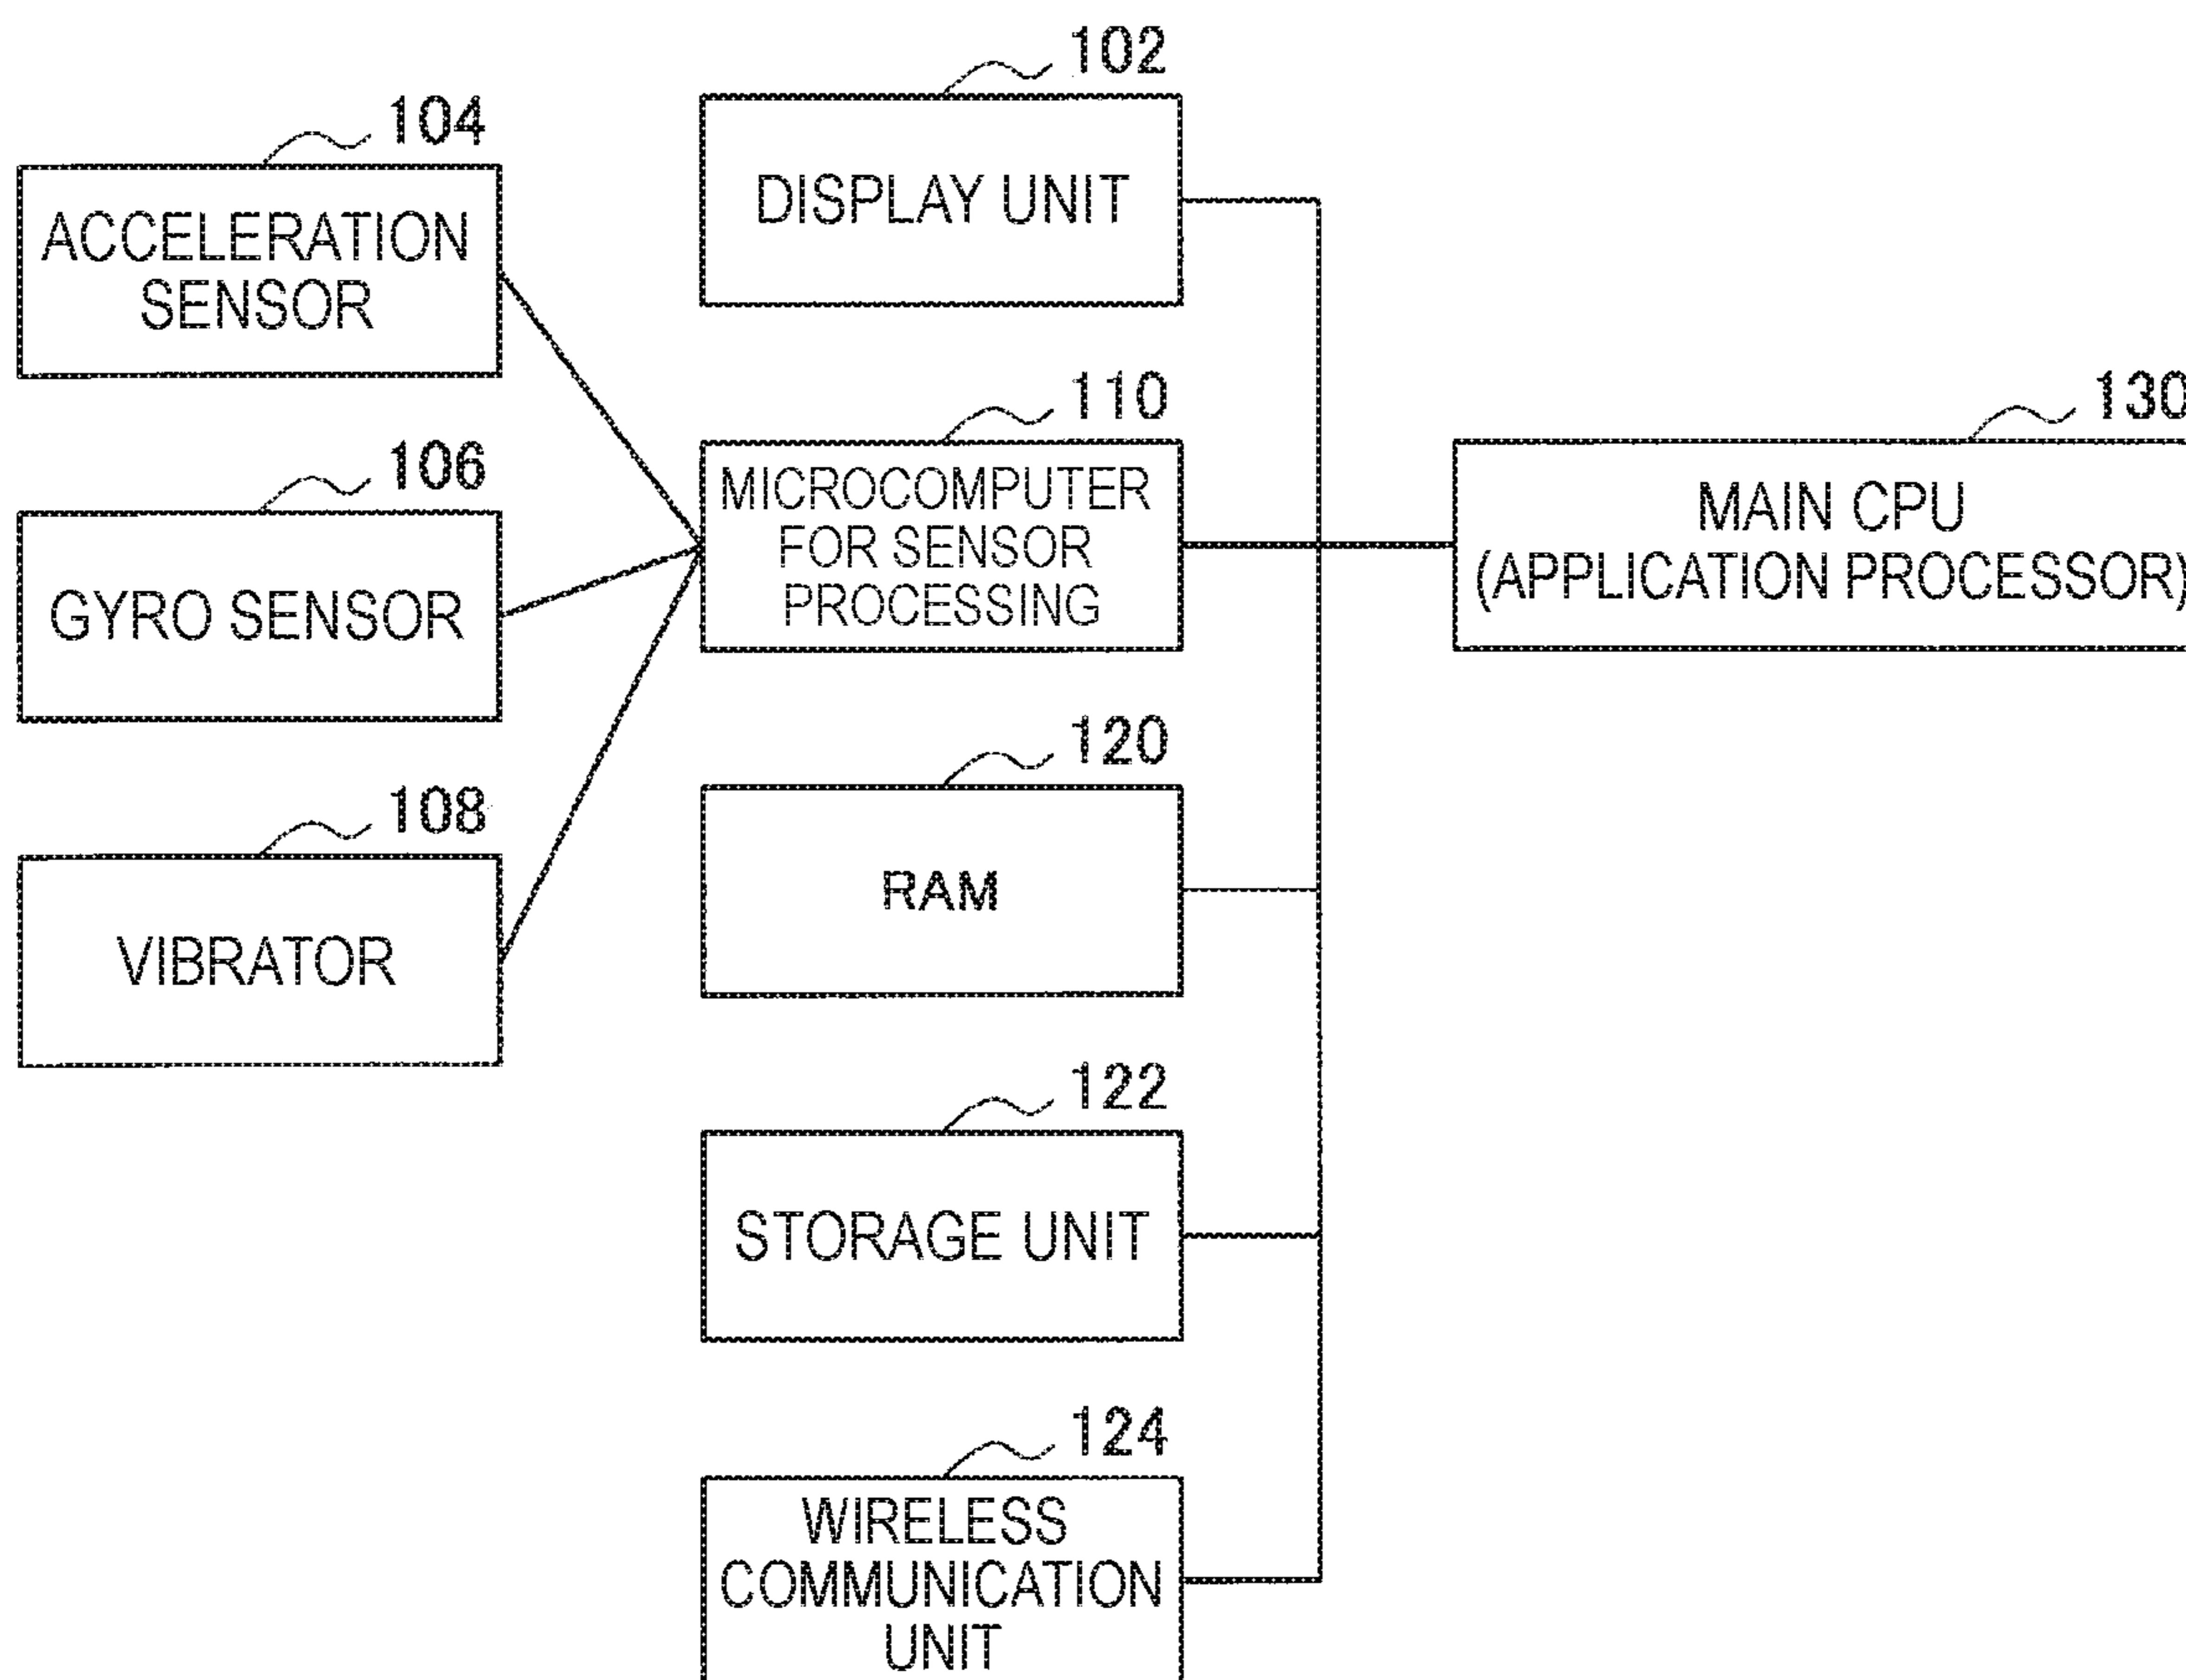 102
DISPLAY UNIT
104
ACCELERATION
SENSOR
110
MICROCOMPUTER
FOR SENSOR
PROCESSING
130
MAIN CPU
(APPLICATION PROCESSOR)
106
GYRO SENSOR
120
RAM
108
VIBRATOR
122
STORAGE UNIT
124
WIRELESS
COMMUNICATION
UNIT